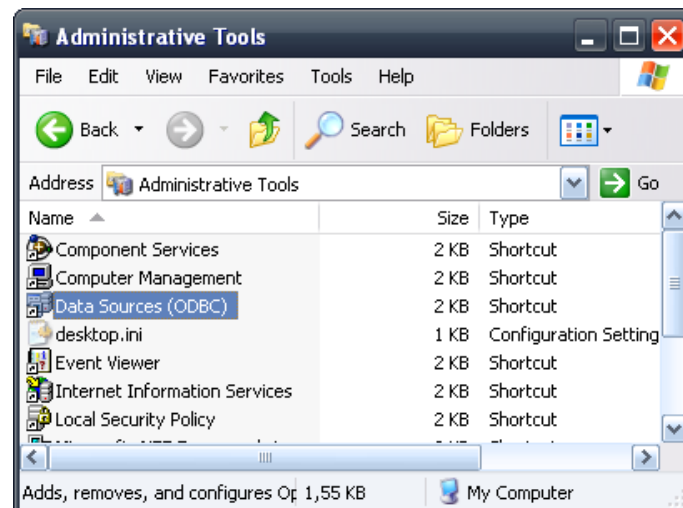 Administrative Tools
File Edit View Favorites Tools Help
Back Search Folders
Address Administrative Tools Go
Name Size Type
Component Services 2 KB Shortcut
Computer Management 2 KB Shortcut
Data Sources (ODBC) 2 KB Shortcut
desktop.ini 1 KB Configuration Setting
Event Viewer 2 KB Shortcut
Internet Information Services 2 KB Shortcut
Local Security Policy 2 KB Shortcut
Adds, removes, and configures Op 1,55 KB My Computer